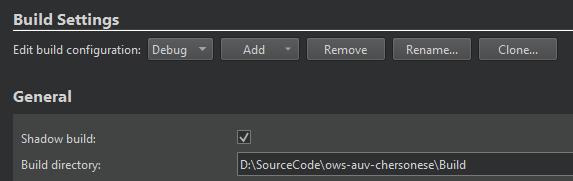 Build Settings
Edit build configuration: Debug Add Remove Rename... Clone...
General
Shadow build:
Build directory: D:\SourceCode\ows-auv-chersonese\Build